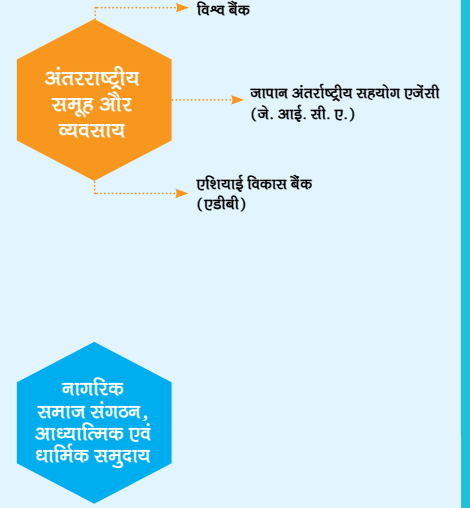 विश्व बैंक
अंतरराष्ट्रीय
समूह और
व्यवसाय
जापान अंतर्राष्ट्रीय सहयोग एजेंसी
(जे. आई. सी. ए.)
एशियाई विकास बैंक
(एडीबी)
नागरिक
समाज संगठन,
आध्यात्मिक एवं
धार्मिक समुदाय